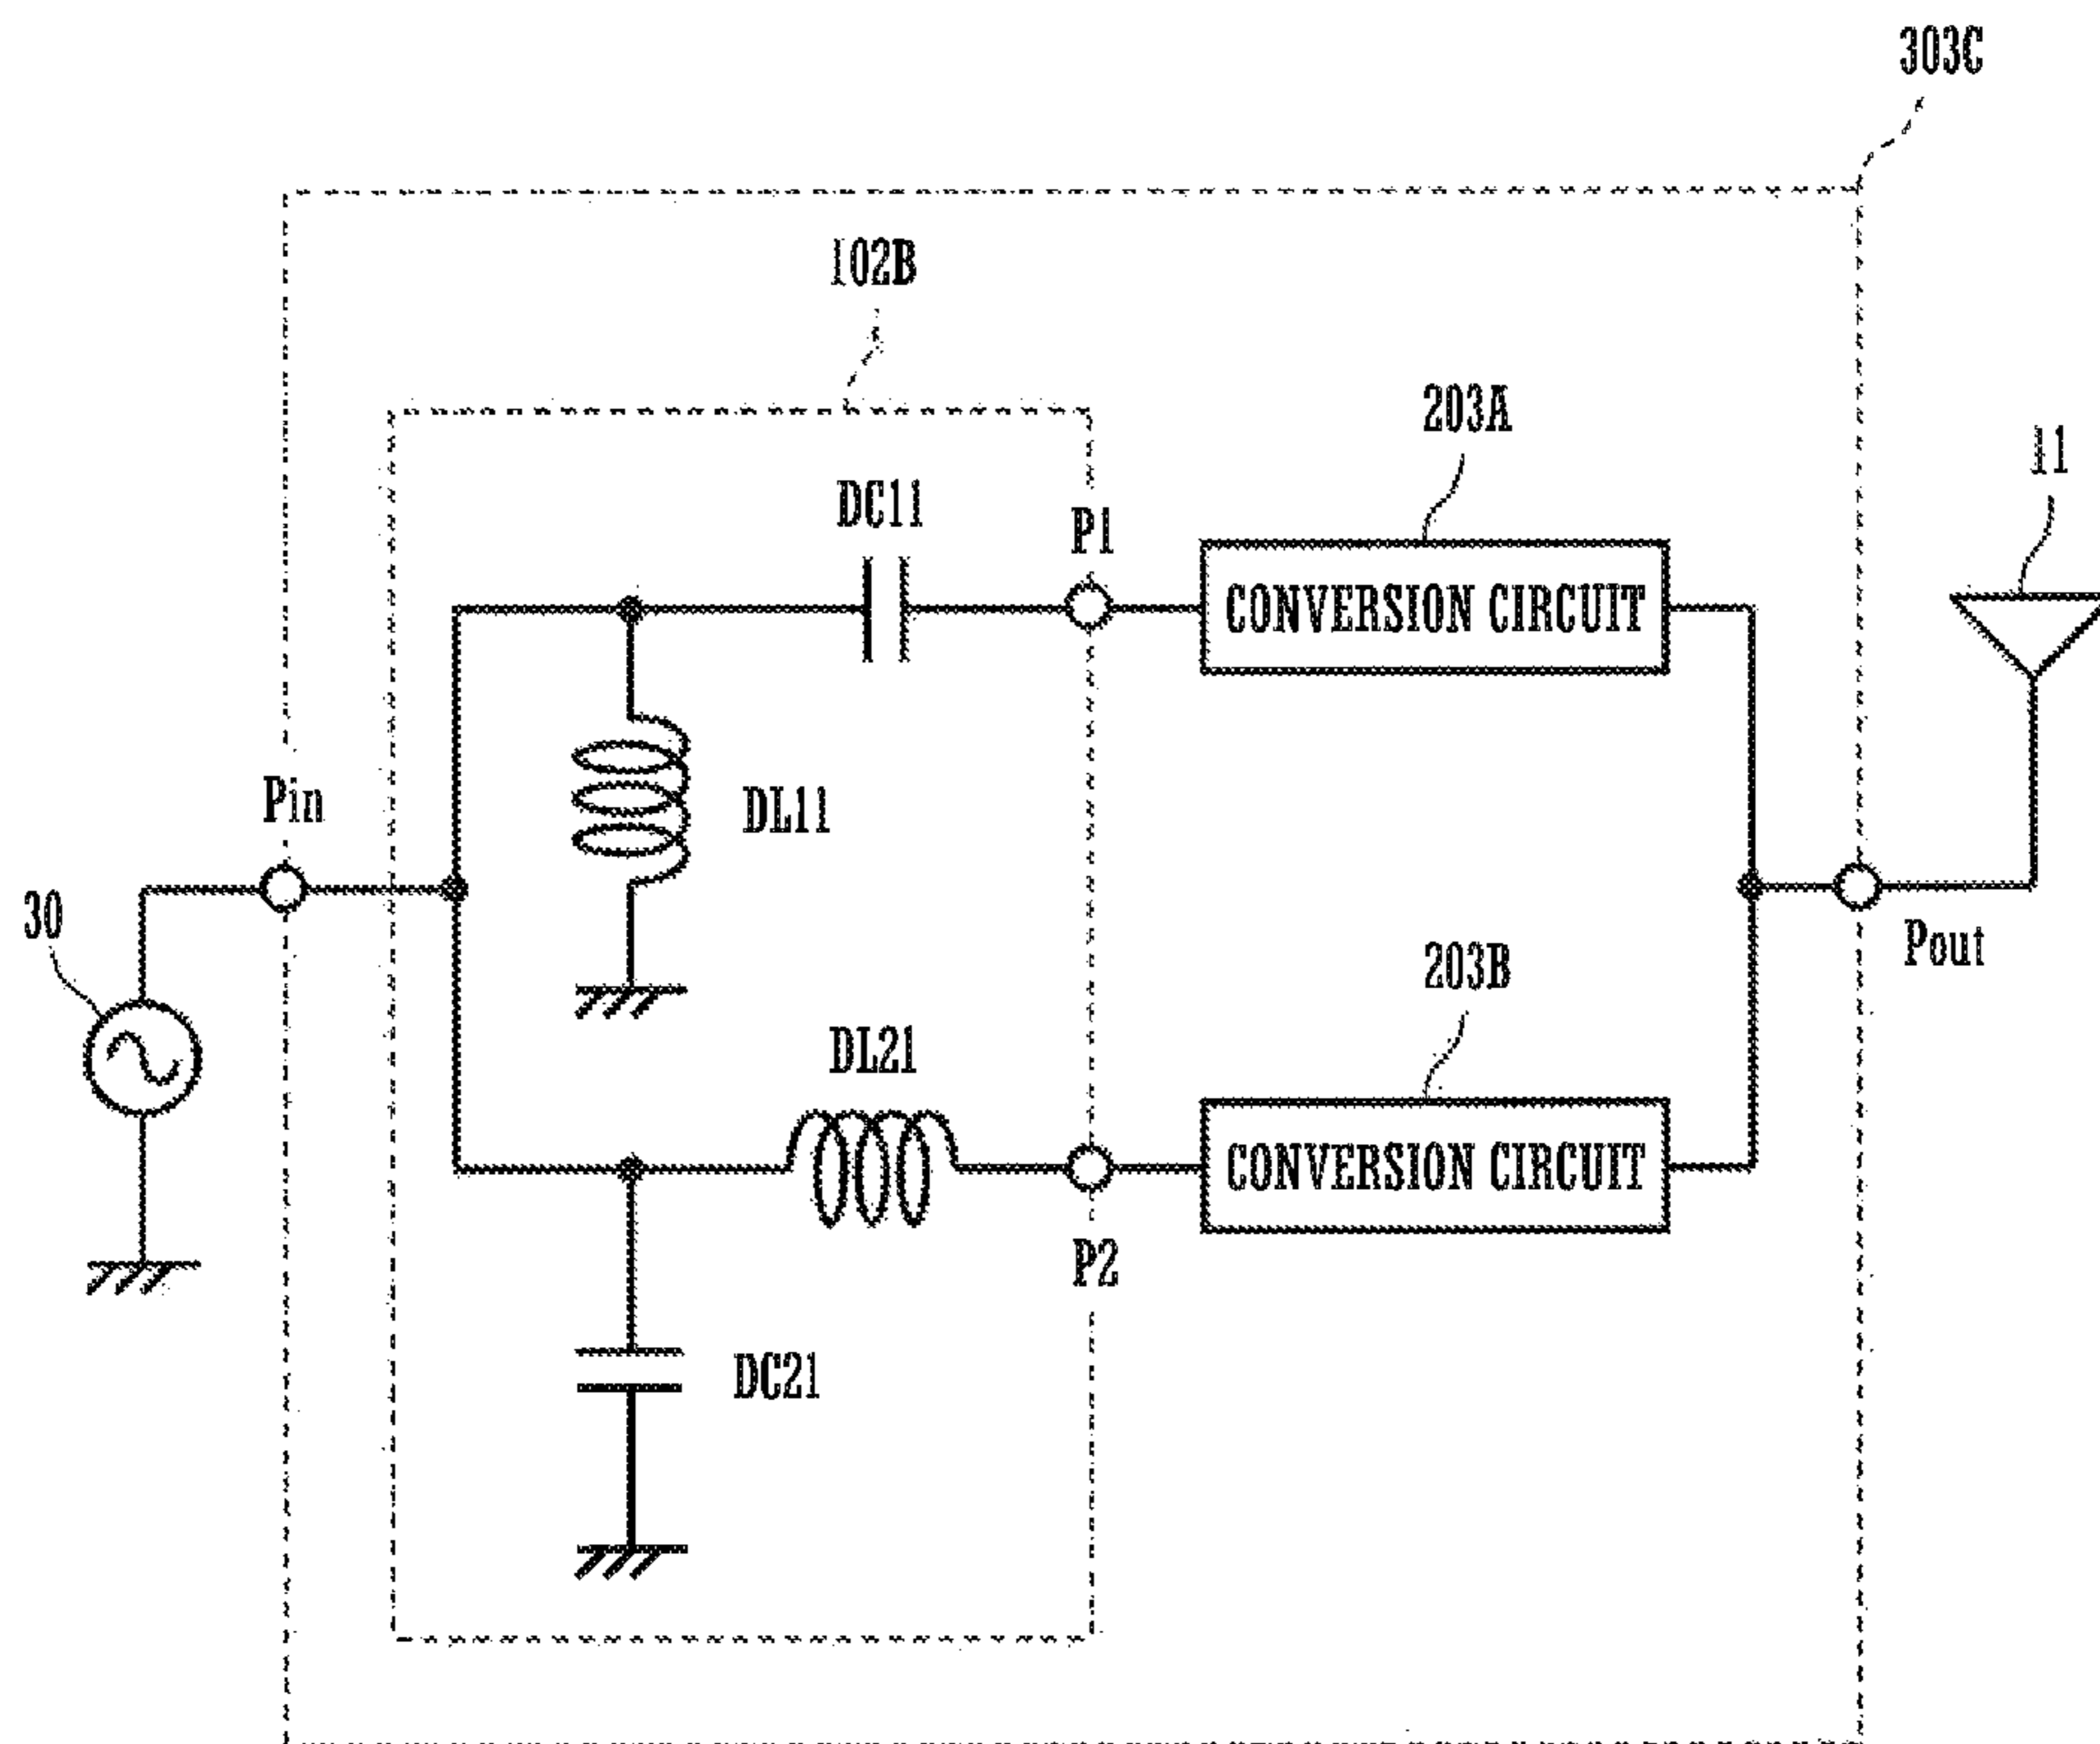 303C
102B
203A
11
DC11
P1
CONVERSION CIRCUIT
Pin
DL11
30
Pout
203B
DL21
CONVERSION CIRCUIT
P2
DC21